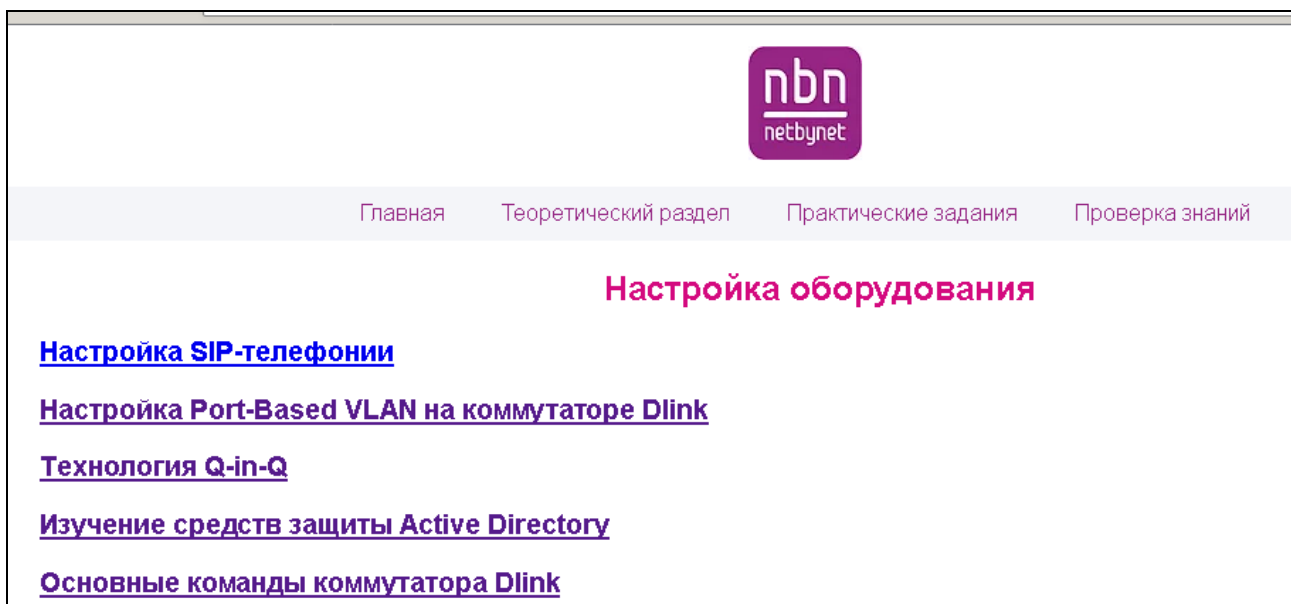 nbn
netbynet
Главная Теоретический раздел Практические задания Проверка знаний
Настройка оборудования
Настройка SIP-телефонии
Настройка Port-Based VLAN на коммутаторе Dlink
Технология Q-in-Q
Изучение средств защиты Active Directory
Основные команды коммутатора Dlink